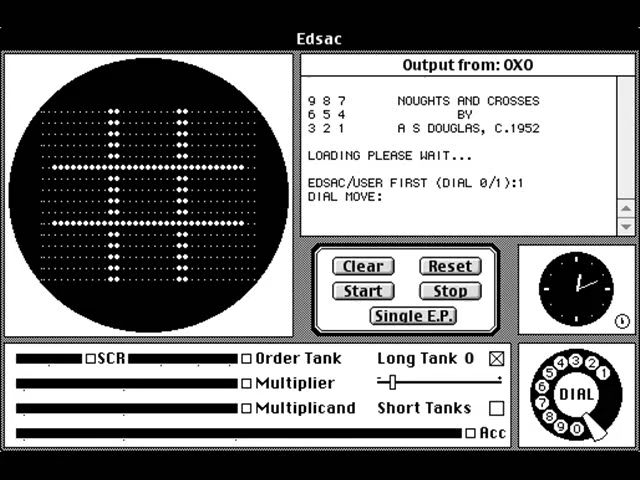 Edsac
Output from: OXO
9 8 7 NOUGHTS AND CROSSES
6 5 4 BY
3 2 1 A S DOUGLAS, C.1952
LOADING PLEASE WAIT...
EDSAC/USER FIRST (DIAL 0/1):1
DIAL MOVE:
Clear Reset
Start Stop
Single E.P.
SCR Order Tank Long Tank 0
Multiplier
Multiplicand Short Tanks
Acc
1
2
3
4
5
6
7
8
9
0
DIAL